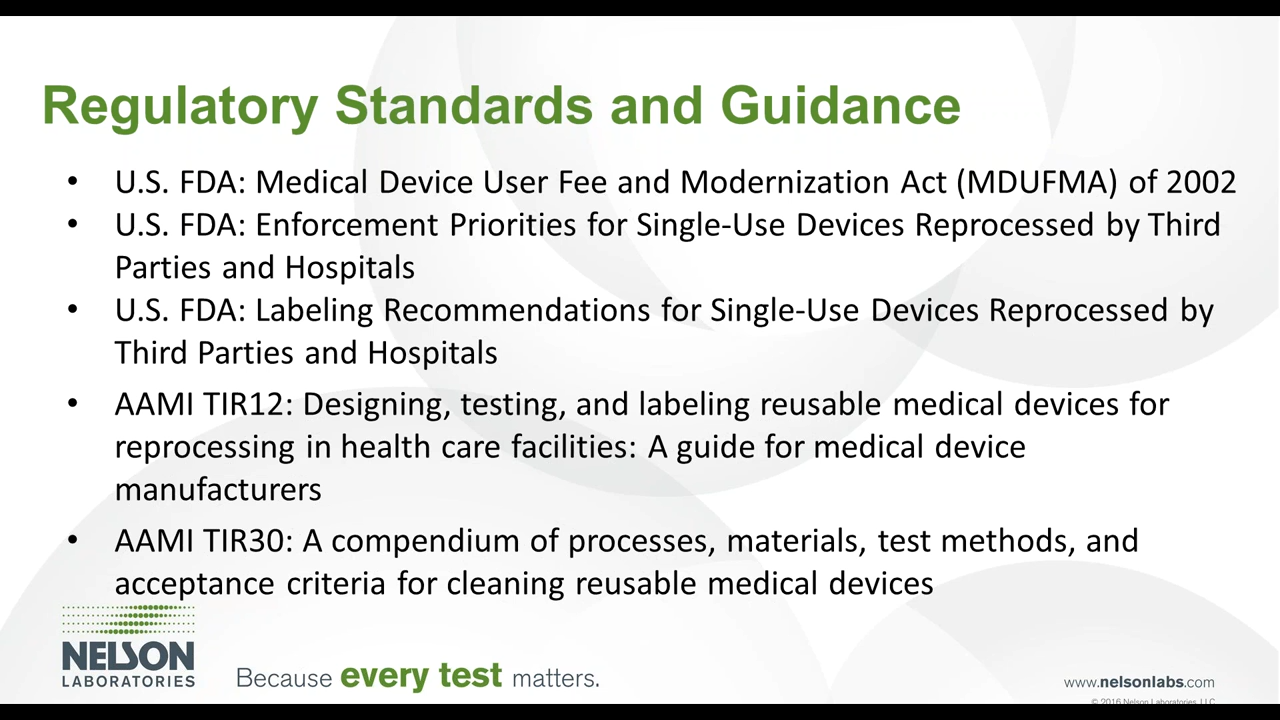 Regulatory Standards and Guidance
• U.S. FDA: Medical Device User Fee and Modernization Act (MDUFMA) of 2002
• U.S. FDA: Enforcement Priorities for Single-Use Devices Reprocessed by Third
Parties and Hospitals
• U.S. FDA: Labeling Recommendations for Single-Use Devices Reprocessed by
Third Parties and Hospitals
• AAMI TIR12: Designing, testing, and labeling reusable medical devices for
reprocessing in health care facilities: A guide for medical device
manufacturers
• AAMI TIR30: A compendium of processes, materials, test methods, and
acceptance criteria for cleaning reusable medical devices
NELSON
LABORATORIES
Because every test matters.
www.nelsonlabs.com
© 2016 Nelson Laboratories, LLC